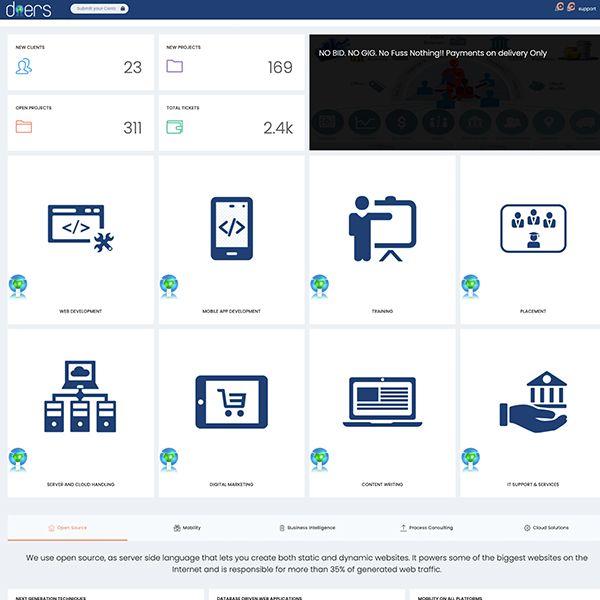 doers
Submit your Cares
support
NEW CLIENTS
23
NEW PROJECTS
169
NO BID. NO GIG. No Fuss Nothing!! Payments on delivery Only
OPEN PROJECTS
311
TOTAL TICKETS
2.4k
</>
</>
WEB DEVELOPMENT
MOBILE APP DEVELOPMENT
TRAINING
PLACEMENT
SERVER AND CLOUD HANDLING
DIGITAL MARKETING
CONTENT WRITING
IT SUPPORT & SERVICES
Open Source
Mobility
Business Intelligence
Process Consulting
Cloud Solutions
We use open source, as server side language that lets you create both static and dynamic websites. It powers some of the biggest websites on the
Internet and is responsible for more than 35% of generated web traffic.
NEXT GENERATION TECHNIQUES
DATABASE DRIVEN WEB APPLICATIONS
MOBILITY ON ALL PLATFORMS